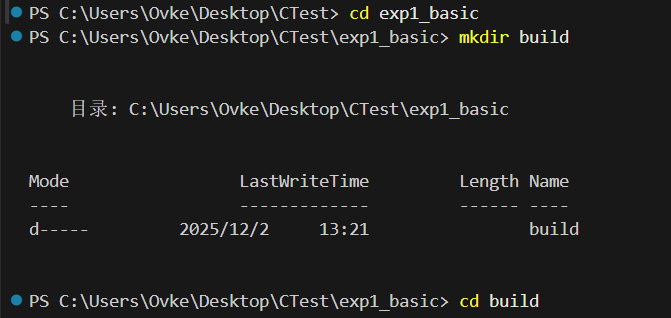 PS C:\Users\Ovke\Desktop\CTest> cd exp1_basic
PS C:\Users\Ovke\Desktop\CTest\exp1_basic> mkdir build
目录: C:\Users\Ovke\Desktop\CTest\exp1_basic
Mode LastWriteTime Length Name
---- ------------- ------ ----
d----- 2025/12/2 13:21 build
PS C:\Users\Ovke\Desktop\CTest\exp1_basic> cd build